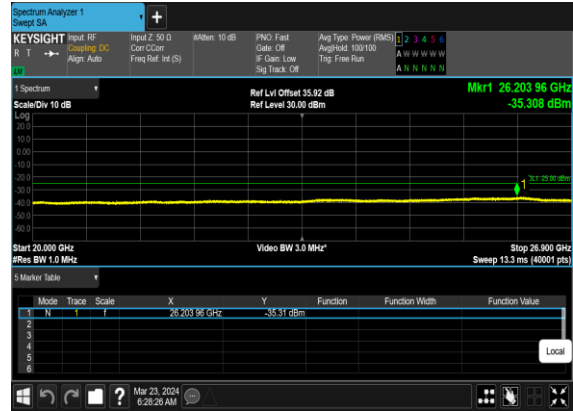 Spectrum Analyzer 1
Swept SA
+
KEYSIGHT Input: RF Input Z: 50 Ω #Atten: 10 dB PNO: Fast Avg Type: Power (RMS) 1 2 3 4 5 6
R T Coupling: DC Corr CCorr Gate: Off Avg|Hold: 100/100 A W W W W W
Align: Auto Freq Ref: Int (S) IF Gain: Low Trig: Free Run
Sig Track: Off A N N N N N
1 Spectrum Ref Lvl Offset 35.92 dB Mkr1 26.203 96 GHz
Scale/Div 10 dB Ref Level 30.00 dBm -35.308 dBm
Log
20.0
10.0
0.00
-10.0
-20.0
1 DL1 -25.00 dBm
-30.0
-40.0
-50.0
-60.0
Start 20.000 GHz Video BW 3.0 MHz* Stop 26.900 GHz
#Res BW 1.0 MHz Sweep 13.3 ms (40001 pts)
5 Marker Table
Mode Trace Scale X Y Function Function Width Function Value
1 N 1 f 26.203 96 GHz -35.31 dBm
2
3
4
5
6
Local
? Mar 23, 2024
6:28:26 AM